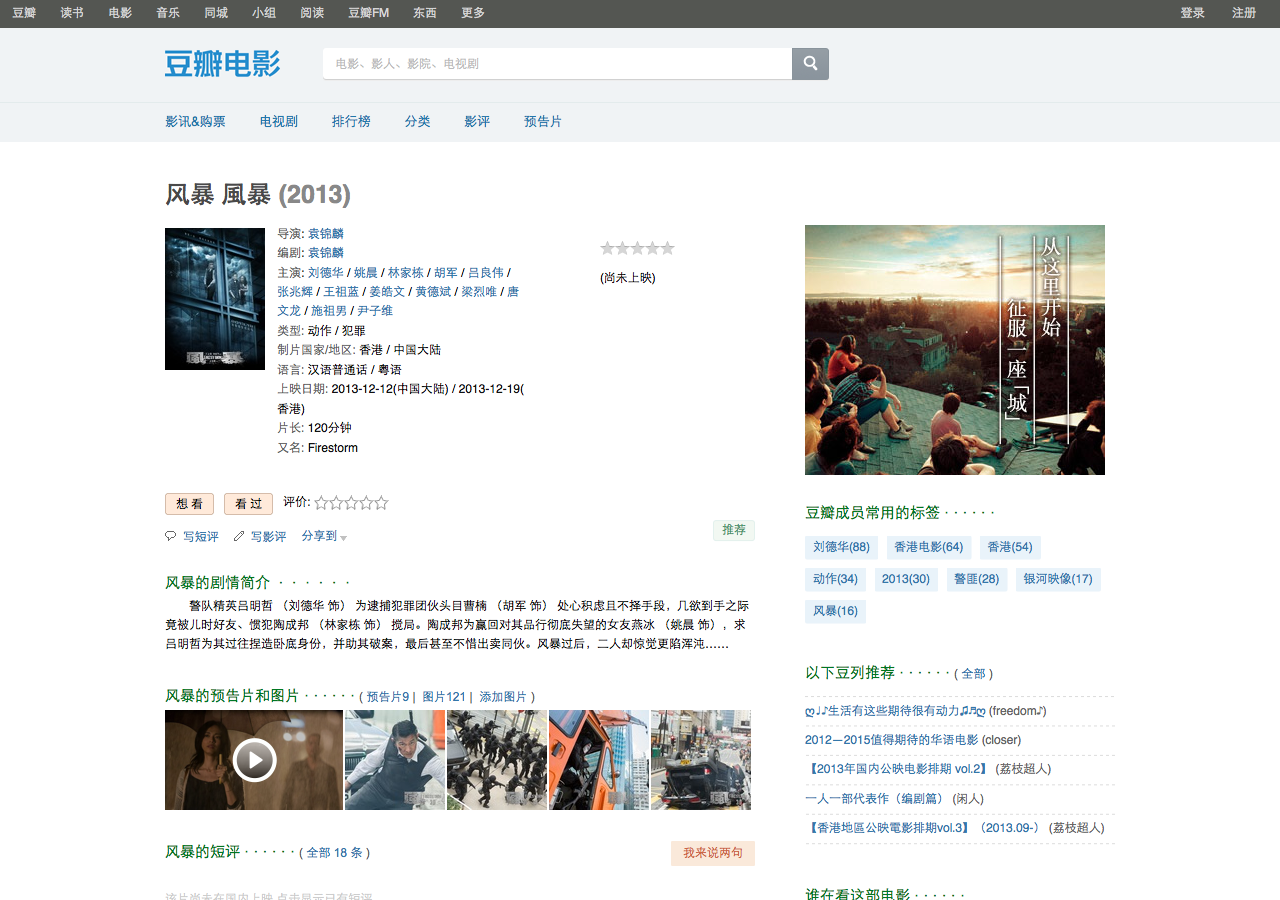 豆瓣 读书 电影 音乐 同城 小组 阅读 豆瓣FM 东西 更多 登录 注册
豆瓣电影
电影、影人、影院、电视剧
影讯&购票 电视剧 排行榜 分类 影评 预告片
风暴 風暴 (2013)
导演: 袁锦麟
编剧: 袁锦麟
主演: 刘德华 / 姚晨 / 林家栋 / 胡军 / 吕良伟 /
张兆辉 / 王祖蓝 / 姜皓文 / 黄德斌 / 梁烈唯 / 唐
文龙 / 施祖男 / 尹子维
类型: 动作 / 犯罪
制片国家/地区: 香港 / 中国大陆
语言: 汉语普通话 / 粤语
上映日期: 2013-12-12(中国大陆) / 2013-12-19(
香港)
片长: 120分钟
又名: Firestorm
(尚未上映)
想看 看过 评价:
写短评 写影评 分享到
推荐
风暴的剧情简介 · · · · · ·
警队精英吕明哲 （刘德华 饰） 为逮捕犯罪团伙头目曹楠 （胡军 饰） 处心积虑且不择手段，几欲到手之际
竟被儿时好友、惯犯陶成邦 （林家栋 饰） 搅局。陶成邦为赢回对其品行彻底失望的女友燕冰 （姚晨 饰），求
吕明哲为其过往捏造卧底身份，并助其破案，最后甚至不惜出卖同伙。风暴过后，二人却惊觉更陷浑沌……
风暴的预告片和图片 · · · · · · ( 预告片9 | 图片121 | 添加图片 )
风暴的短评 · · · · · · ( 全部 18 条 )
我来说两句
该片尚未在国内上映 点击显示已有短评
从这里开始
征服一座「城」
豆瓣成员常用的标签 · · · · · ·
刘德华(88) 香港电影(64) 香港(54)
动作(34) 2013(30) 警匪(28) 银河映像(17)
风暴(16)
以下豆列推荐 · · · · · · ( 全部 )
ღ♩♪生活有这些期待很有动力♫♬ღ (freedom♪)
2012－2015值得期待的华语电影 (closer)
【2013年国内公映电影排期 vol.2】 (荔枝超人)
一人一部代表作（编剧篇） (闲人)
【香港地區公映電影排期vol.3】（2013.09-） (荔枝超人)
谁在看这部电影 · · · · · ·